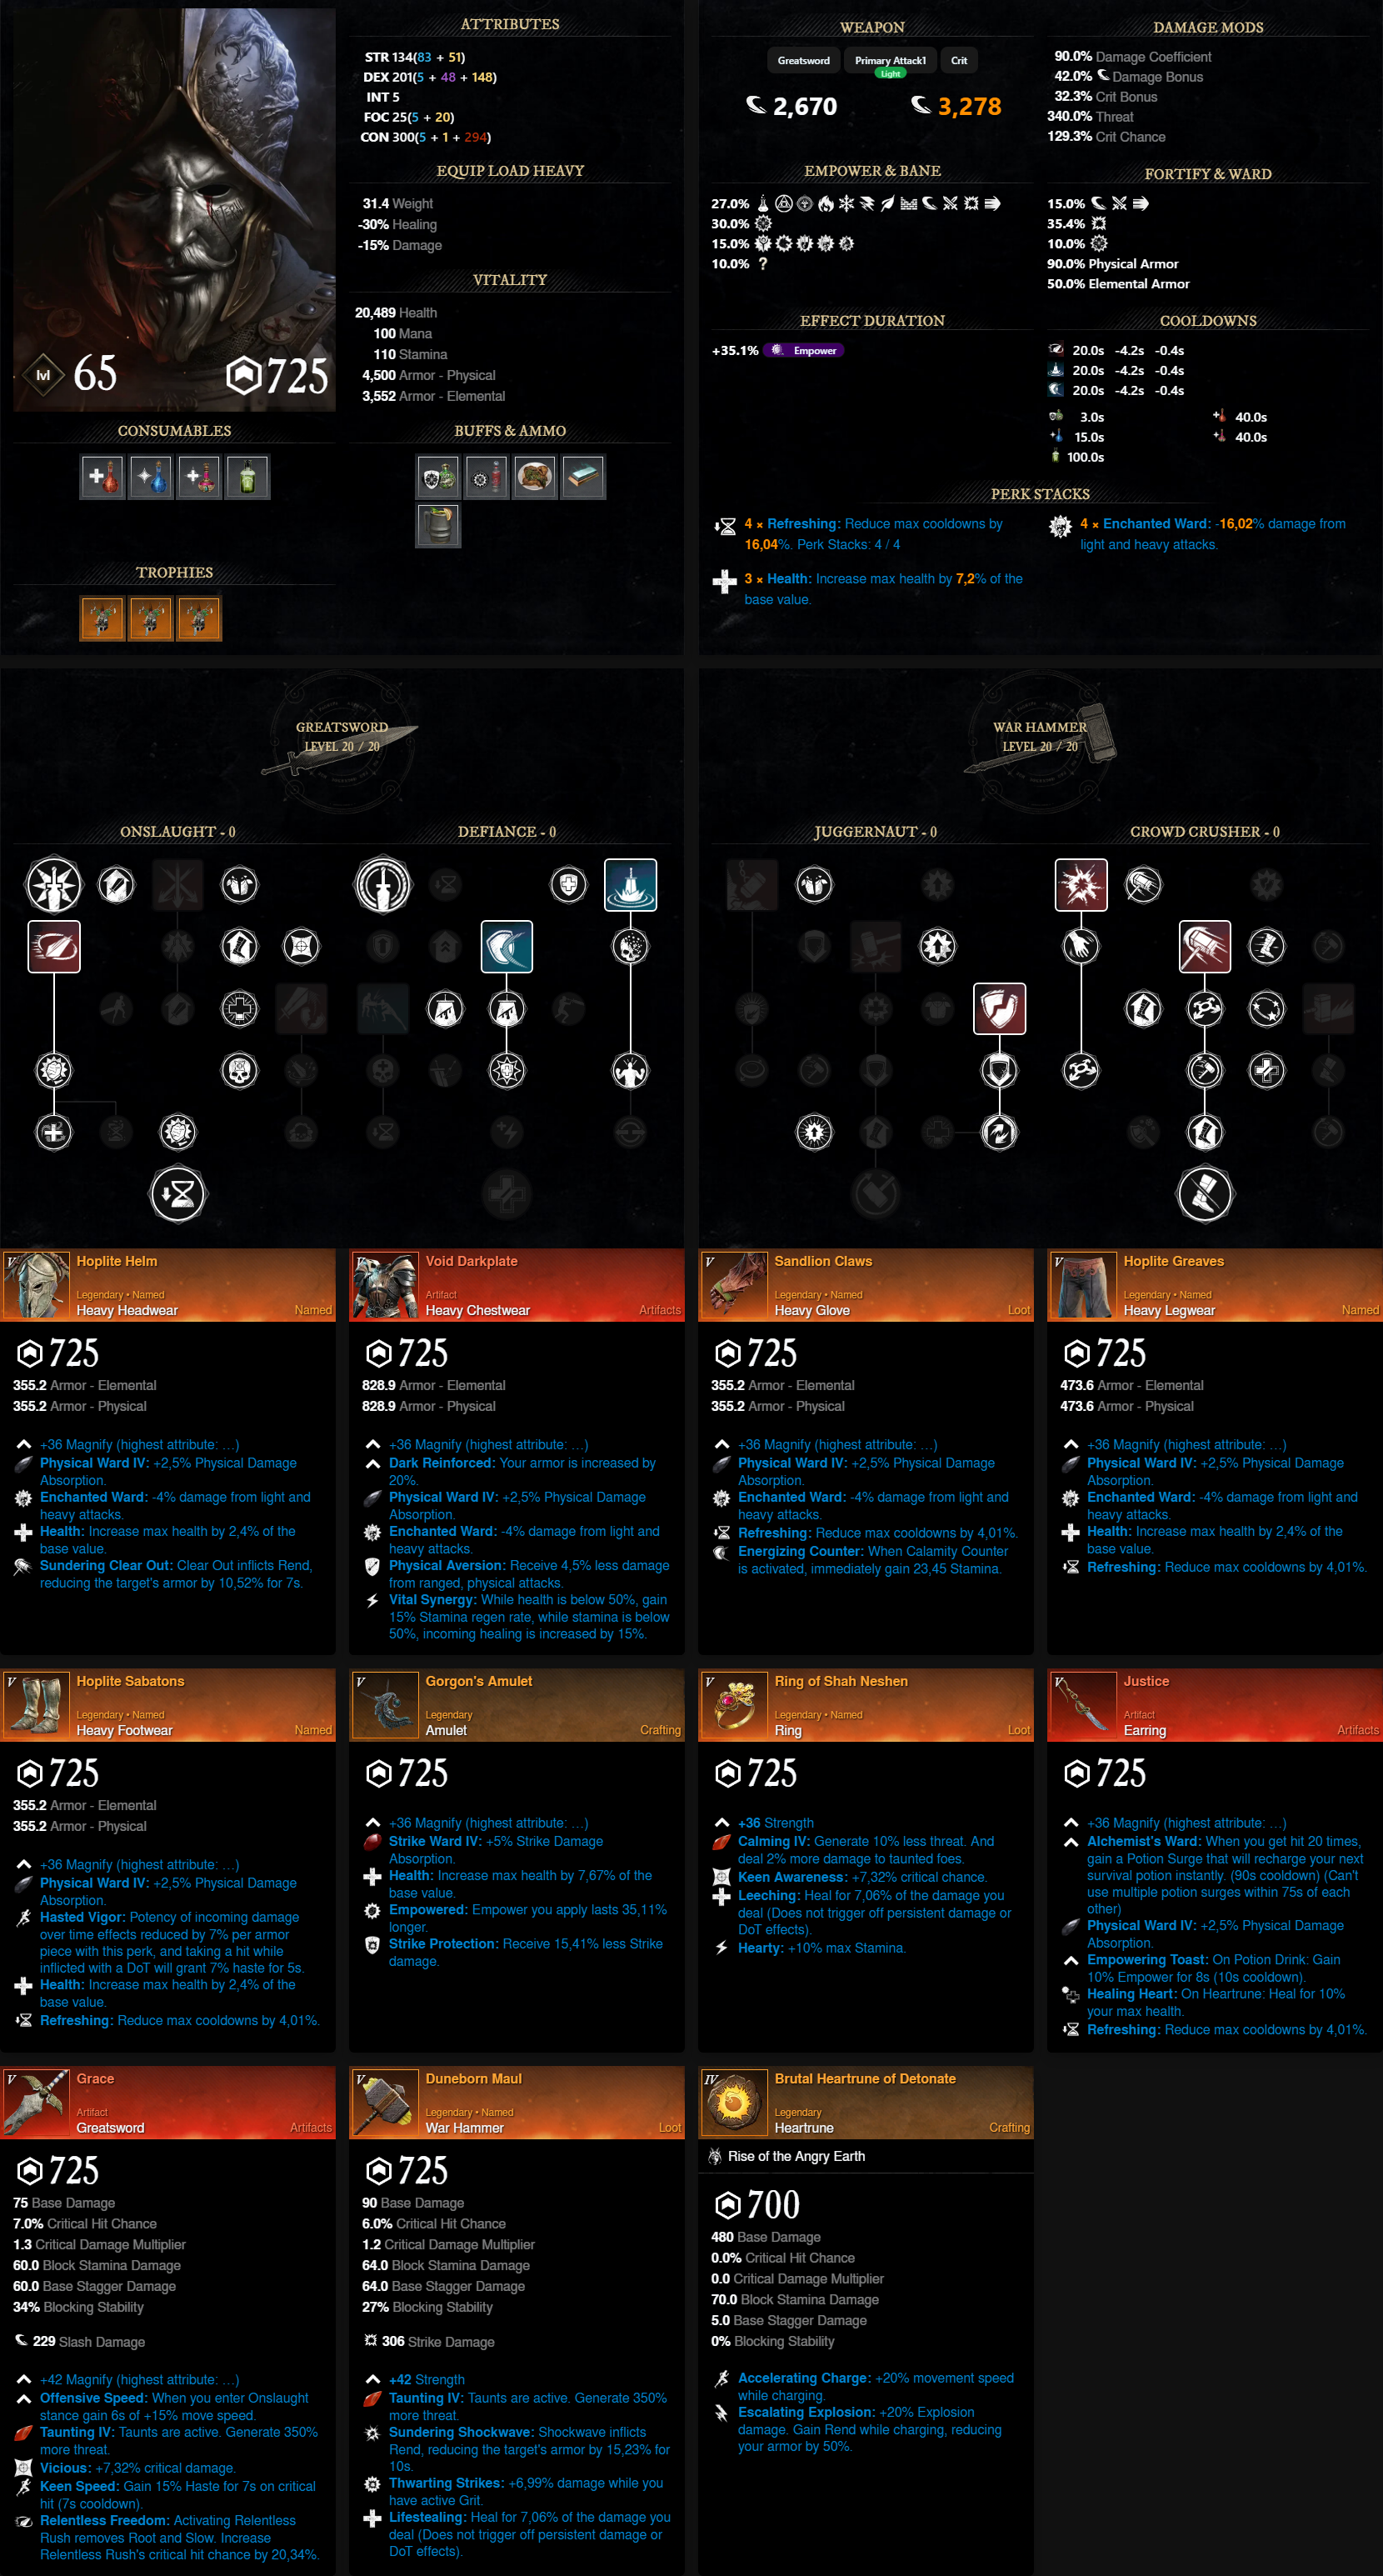 ATTRIBUTES
STR 134(83 + 51)
DEX 201(5 + 48 + 148)
INT 5
FOC 25(5 + 20)
CON 300(5 + 1 + 294)
EQUIP LOAD HEAVY
31.4 Weight
-30% Healing
-15% Damage
VITALITY
20,489 Health
100 Mana
110 Stamina
4,500 Armor - Physical
3,552 Armor - Elemental
lvl 65
725
CONSUMABLES
BUFFS & AMMO
TROPHIES
WEAPON
Greatsword Primary Attack1 Crit
Light
2,670 3,278
DAMAGE MODS
90.0% Damage Coefficient
42.0% Damage Bonus
32.3% Crit Bonus
340.0% Threat
129.3% Crit Chance
EMPOWER & BANE
27.0%
30.0%
15.0%
10.0% ?
FORTIFY & WARD
15.0%
35.4%
10.0%
90.0% Physical Armor
50.0% Elemental Armor
EFFECT DURATION
+35.1% Empower
COOLDOWNS
20.0s -4.2s -0.4s
20.0s -4.2s -0.4s
20.0s -4.2s -0.4s
3.0s 40.0s
15.0s 40.0s
100.0s
PERK STACKS
4 × Refreshing: Reduce max cooldowns by
16,04%. Perk Stacks: 4 / 4
4 × Enchanted Ward: -16,02% damage from
light and heavy attacks.
3 × Health: Increase max health by 7,2% of the
base value.
GREATSWORD
LEVEL 20 / 20
ONSLAUGHT - 0
DEFIANCE - 0
WAR HAMMER
LEVEL 20 / 20
JUGGERNAUT - 0
CROWD CRUSHER - 0
V
Hoplite Helm
Legendary • Named
Heavy Headwear Named
725
355.2 Armor - Elemental
355.2 Armor - Physical
+36 Magnify (highest attribute: …)
Physical Ward IV: +2,5% Physical Damage
Absorption.
Enchanted Ward: -4% damage from light and
heavy attacks.
Health: Increase max health by 2,4% of the
base value.
Sundering Clear Out: Clear Out inflicts Rend,
reducing the target's armor by 10,52% for 7s.
V
Void Darkplate
Artifact
Heavy Chestwear Artifacts
725
828.9 Armor - Elemental
828.9 Armor - Physical
+36 Magnify (highest attribute: …)
Dark Reinforced: Your armor is increased by
20%.
Physical Ward IV: +2,5% Physical Damage
Absorption.
Enchanted Ward: -4% damage from light and
heavy attacks.
Physical Aversion: Receive 4,5% less damage
from ranged, physical attacks.
Vital Synergy: While health is below 50%, gain
15% Stamina regen rate, while stamina is below
50%, incoming healing is increased by 15%.
V
Sandlion Claws
Legendary • Named
Heavy Glove Loot
725
355.2 Armor - Elemental
355.2 Armor - Physical
+36 Magnify (highest attribute: …)
Physical Ward IV: +2,5% Physical Damage
Absorption.
Enchanted Ward: -4% damage from light and
heavy attacks.
Refreshing: Reduce max cooldowns by 4,01%.
Energizing Counter: When Calamity Counter
is activated, immediately gain 23,45 Stamina.
V
Hoplite Greaves
Legendary • Named
Heavy Legwear Named
725
473.6 Armor - Elemental
473.6 Armor - Physical
+36 Magnify (highest attribute: …)
Physical Ward IV: +2,5% Physical Damage
Absorption.
Enchanted Ward: -4% damage from light and
heavy attacks.
Health: Increase max health by 2,4% of the
base value.
Refreshing: Reduce max cooldowns by 4,01%.
V
Hoplite Sabatons
Legendary • Named
Heavy Footwear Named
725
355.2 Armor - Elemental
355.2 Armor - Physical
+36 Magnify (highest attribute: …)
Physical Ward IV: +2,5% Physical Damage
Absorption.
Hasted Vigor: Potency of incoming damage
over time effects reduced by 7% per armor
piece with this perk, and taking a hit while
inflicted with a DoT will grant 7% haste for 5s.
Health: Increase max health by 2,4% of the
base value.
Refreshing: Reduce max cooldowns by 4,01%.
V
Gorgon's Amulet
Legendary
Amulet Crafting
725
+36 Magnify (highest attribute: …)
Strike Ward IV: +5% Strike Damage
Absorption.
Health: Increase max health by 7,67% of the
base value.
Empowered: Empower you apply lasts 35,11%
longer.
Strike Protection: Receive 15,41% less Strike
damage.
V
Ring of Shah Neshen
Legendary • Named
Ring Loot
725
+36 Strength
Calming IV: Generate 10% less threat. And
deal 2% more damage to taunted foes.
Keen Awareness: +7,32% critical chance.
Leeching: Heal for 7,06% of the damage you
deal (Does not trigger off persistent damage or
DoT effects).
Hearty: +10% max Stamina.
V
Justice
Artifact
Earring Artifacts
725
+36 Magnify (highest attribute: …)
Alchemist's Ward: When you get hit 20 times,
gain a Potion Surge that will recharge your next
survival potion instantly. (90s cooldown) (Can't
use multiple potion surges within 75s of each
other)
Physical Ward IV: +2,5% Physical Damage
Absorption.
Empowering Toast: On Potion Drink: Gain
10% Empower for 8s (10s cooldown).
Healing Heart: On Heartrune: Heal for 10%
your max health.
Refreshing: Reduce max cooldowns by 4,01%.
V
Grace
Artifact
Greatsword Artifacts
725
75 Base Damage
7.0% Critical Hit Chance
1.3 Critical Damage Multiplier
60.0 Block Stamina Damage
60.0 Base Stagger Damage
34% Blocking Stability
229 Slash Damage
+42 Magnify (highest attribute: …)
Offensive Speed: When you enter Onslaught
stance gain 6s of +15% move speed.
Taunting IV: Taunts are active. Generate 350%
more threat.
Vicious: +7,32% critical damage.
Keen Speed: Gain 15% Haste for 7s on critical
hit (7s cooldown).
Relentless Freedom: Activating Relentless
Rush removes Root and Slow. Increase
Relentless Rush's critical hit chance by 20,34%.
V
Duneborn Maul
Legendary • Named
War Hammer Loot
725
90 Base Damage
6.0% Critical Hit Chance
1.2 Critical Damage Multiplier
64.0 Block Stamina Damage
64.0 Base Stagger Damage
27% Blocking Stability
306 Strike Damage
+42 Strength
Taunting IV: Taunts are active. Generate 350%
more threat.
Sundering Shockwave: Shockwave inflicts
Rend, reducing the target's armor by 15,23% for
10s.
Thwarting Strikes: +6,99% damage while you
have active Grit.
Lifestealing: Heal for 7,06% of the damage you
deal (Does not trigger off persistent damage or
DoT effects).
IV
Brutal Heartrune of Detonate
Legendary
Heartrune Crafting
Rise of the Angry Earth
700
480 Base Damage
0.0% Critical Hit Chance
0.0 Critical Damage Multiplier
70.0 Block Stamina Damage
5.0 Base Stagger Damage
0% Blocking Stability
Accelerating Charge: +20% movement speed
while charging.
Escalating Explosion: +20% Explosion
damage. Gain Rend while charging, reducing
your armor by 50%.